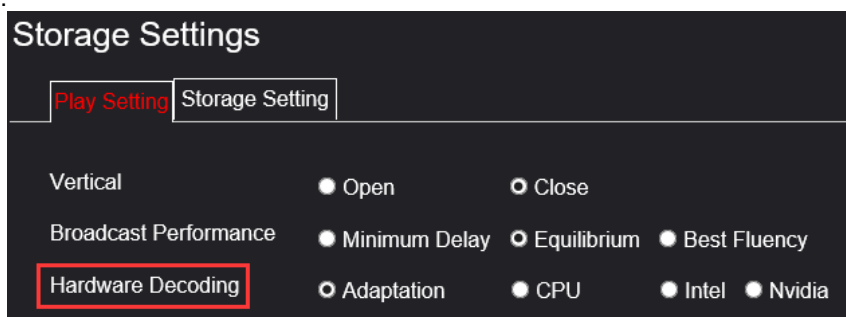 Storage Settings
Play Setting Storage Setting
Vertical Open Close
Broadcast Performance Minimum Delay Equilibrium Best Fluency
Hardware Decoding Adaptation CPU Intel Nvidia